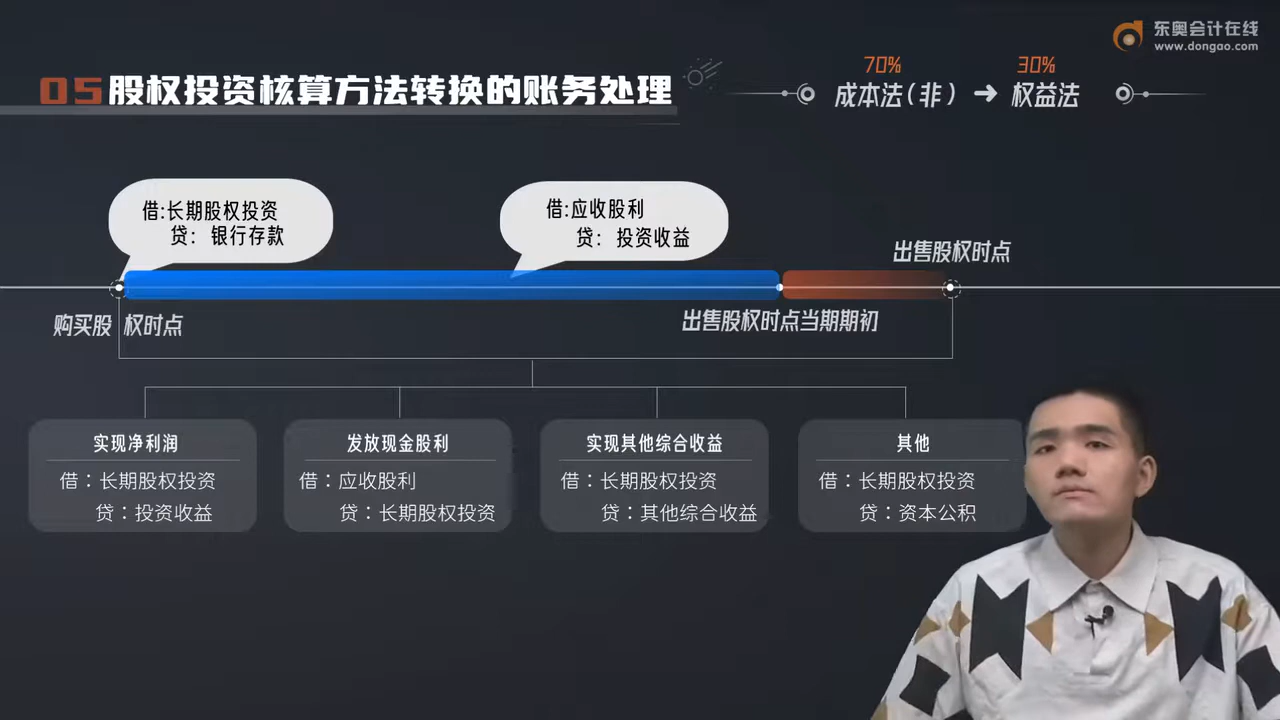 东奥会计在线
www.dongao.com
05 股权投资核算方法转换的账务处理
70% 30%
成本法(非) → 权益法
借:长期股权投资
贷: 银行存款
借:应收股利
贷: 投资收益
出售股权时点
购买股 权时点
出售股权时点当期期初
实现净利润
借:长期股权投资
贷:投资收益
发放现金股利
借:应收股利
贷:长期股权投资
实现其他综合收益
借:长期股权投资
贷:其他综合收益
其他
借:长期股权投资
贷:资本公积